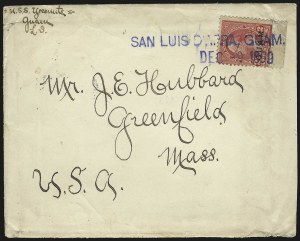 U.S.S. Yosemite
Guam
L.I.
SAN LUIS D'APRA, GUAM.
DEC 1899
Mr. J. E. Hubbard
Greenfield
Mass.
U.S.A.